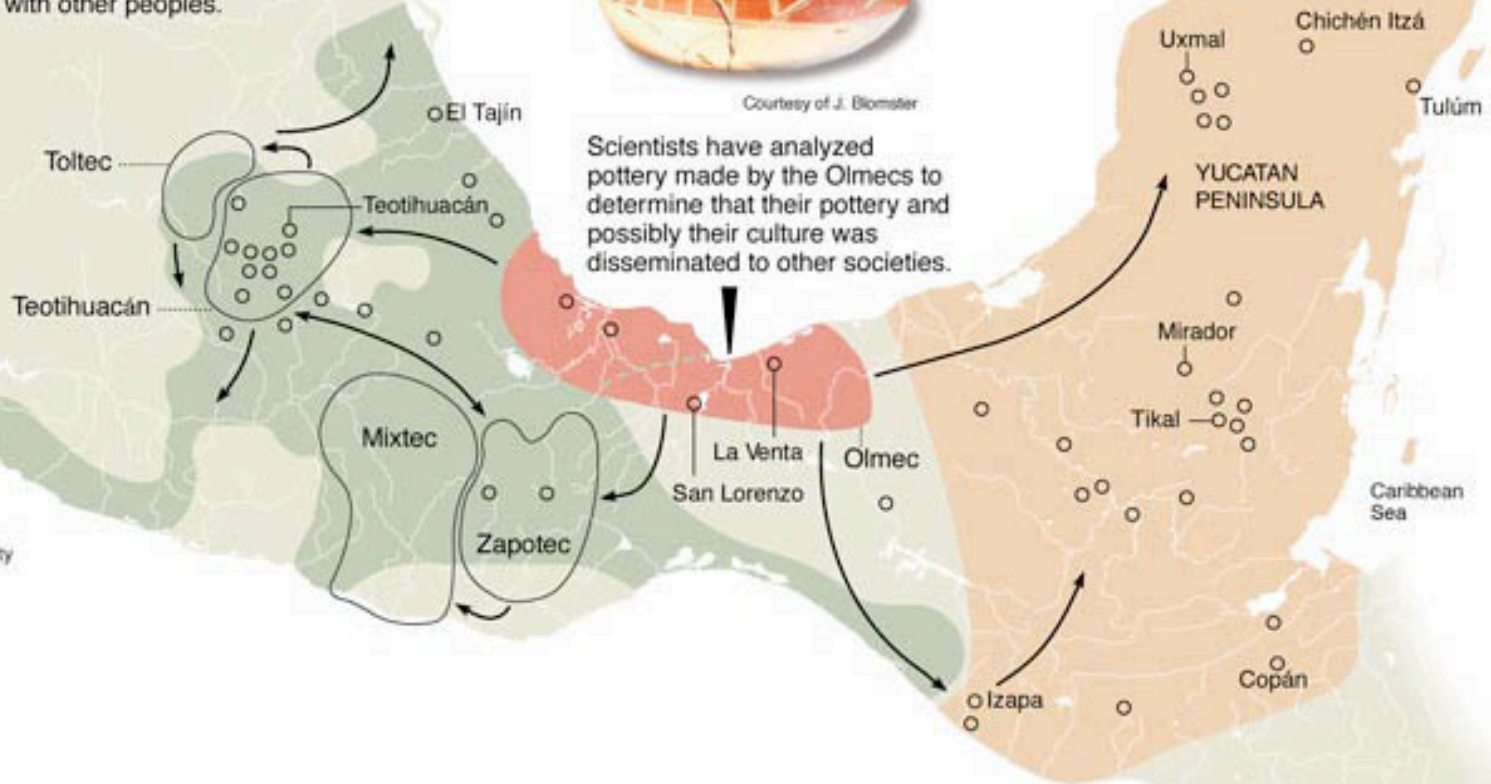 with other peoples.
Courtesy of J. Blomster
Scientists have analyzed
pottery made by the Olmecs to
determine that their pottery and
possibly their culture was
disseminated to other societies.
Uxmal
Chichén Itzá
Tulúm
YUCATAN
PENINSULA
El Tajín
Toltec
Teotihuacán
Teotihuacán
Mirador
Tikal
Mixtec
La Venta
Olmec
San Lorenzo
Zapotec
Caribbean
Sea
ty
Izapa
Copán